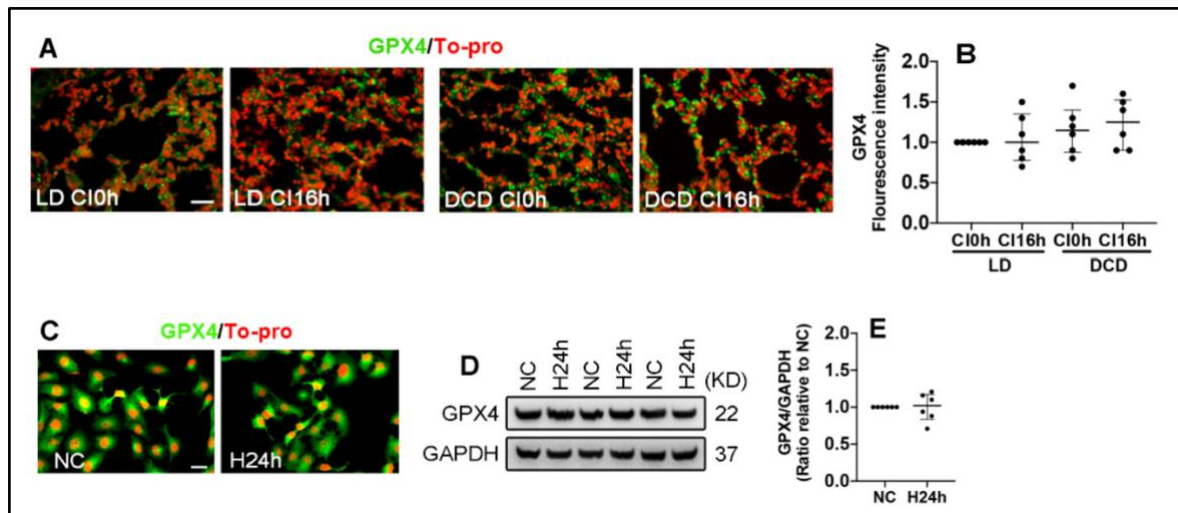 A
GPX4/To-pro
LD CI0h
LD CI16h
DCD CI0h
DCD CI16h
B
GPX4
Flourescence intensity
2.0
1.5
1.0
0.5
0.0
CI0h CI16h CI0h CI16h
LD DCD
C
GPX4/To-pro
NC
H24h
D
NC H24h NC H24h NC H24h (KD)
GPX4 22
GAPDH 37
E
GPX4/GAPDH
(Ratio relative to NC)
2.0
1.5
1.0
0.5
0.0
NC H24h